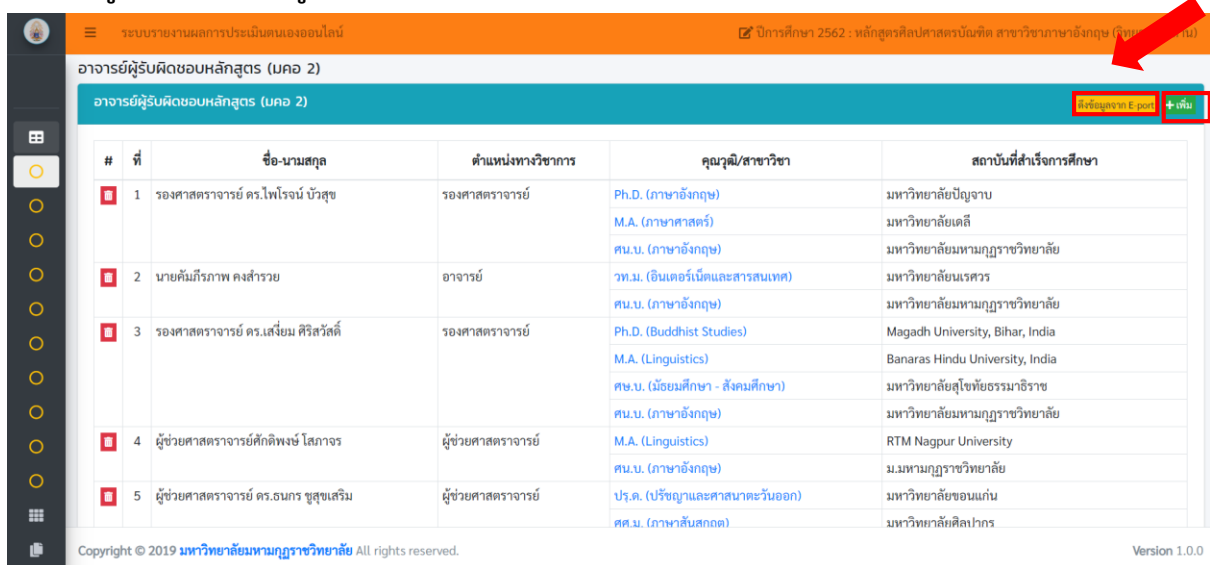 ระบบรายงานผลการประเมินตนเองออนไลน์
ปีการศึกษา 2562 : หลักสูตรศิลปศาสตรบัณฑิต สาขาวิชาภาษาอังกฤษ
อาจารย์ผู้รับผิดชอบหลักสูตร (มคอ 2)
อาจารย์ผู้รับผิดชอบหลักสูตร (มคอ 2)
ดึงข้อมูลจาก E-port + เพิ่ม
# ที่ ชื่อ-นามสกุล ตำแหน่งทางวิชาการ คุณวุฒิ/สาขาวิชา สถาบันที่สำเร็จการศึกษา
1 รองศาสตราจารย์ ดร.ไพโรจน์ บัวสุข รองศาสตราจารย์ Ph.D. (ภาษาอังกฤษ) มหาวิทยาลัยปัญจาบ
M.A. (ภาษาศาสตร์) มหาวิทยาลัยเดลี
ศน.บ. (ภาษาอังกฤษ) มหาวิทยาลัยมหามกุฏราชวิทยาลัย
2 นายคัมภีรภาพ คงสำรวย อาจารย์ วท.ม. (อินเตอร์เน็ตและสารสนเทศ) มหาวิทยาลัยนเรศวร
ศน.บ. (ภาษาอังกฤษ) มหาวิทยาลัยมหามกุฏราชวิทยาลัย
3 รองศาสตราจารย์ ดร.เสงี่ยม ศิริสวัสดิ์ รองศาสตราจารย์ Ph.D. (Buddhist Studies) Magadh University, Bihar, India
M.A. (Linguistics) Banaras Hindu University, India
ศษ.บ. (มัธยมศึกษา - สังคมศึกษา) มหาวิทยาลัยสุโขทัยธรรมาธิราช
ศน.บ. (ภาษาอังกฤษ) มหาวิทยาลัยมหามกุฏราชวิทยาลัย
4 ผู้ช่วยศาสตราจารย์ศักดิพงษ์ โสภาจร ผู้ช่วยศาสตราจารย์ M.A. (Linguistics) RTM Nagpur University
ศน.บ. (ภาษาอังกฤษ) ม.มหามกุฏราชวิทยาลัย
5 ผู้ช่วยศาสตราจารย์ ดร.ธนกร ชูสุขเสริม ผู้ช่วยศาสตราจารย์ ปร.ด. (ปรัชญาและศาสนาตะวันออก) มหาวิทยาลัยขอนแก่น
ศศ.ม. (ภาษาสันสกฤต) มหาวิทยาลัยศิลปากร
Copyright © 2019 มหาวิทยาลัยมหามกุฏราชวิทยาลัย All rights reserved. Version 1.0.0